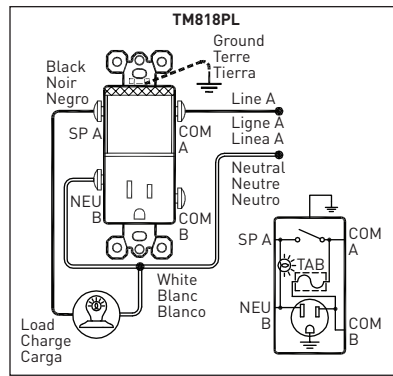 TM818PL
Ground
Terre
Tierra
Black
Noir
Negro
Line A
SP A
COM
A
Ligne A
Linea A
Neutral
Neutre
Neutro
NEU
B
COM
B
White
Blanc
Blanco
Load
Charge
Carga
SP A
COM
A
TAB
NEU
B
COM
B